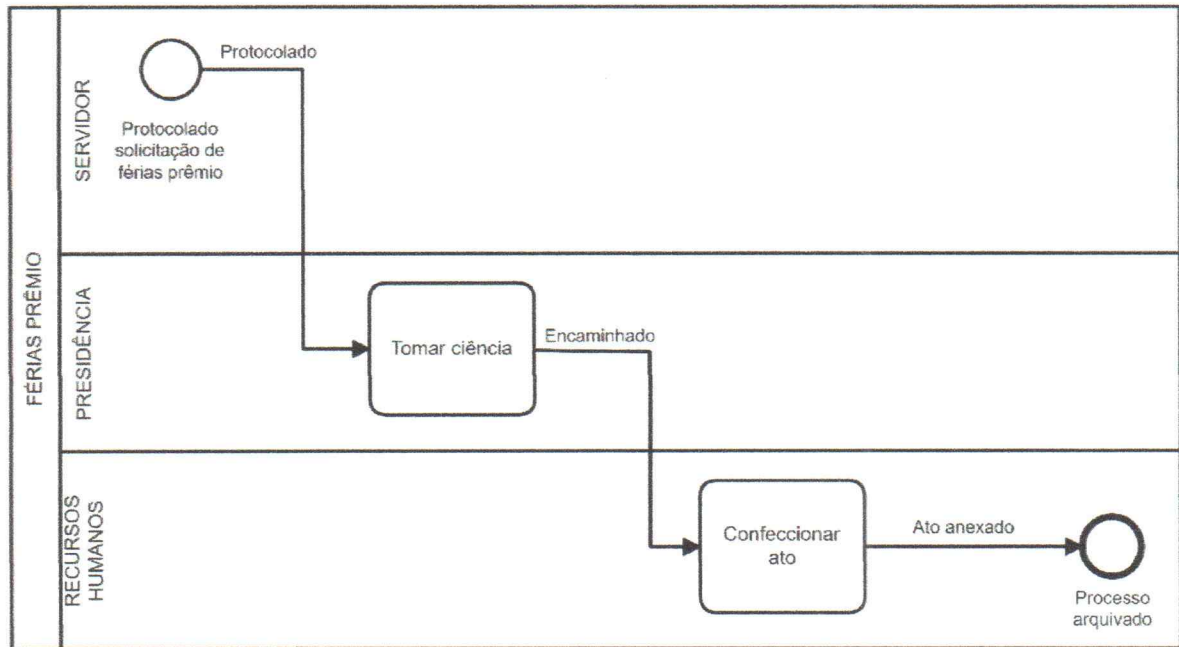 FÉRIAS PRÊMIO
SERVIDOR
Protocolado
Protocolado
solicitação de
férias prêmio
PRESIDÊNCIA
Tomar ciência
Encaminhado
RECURSOS
HUMANOS
Confeccionar
ato
Ato anexado
Processo
arquivado